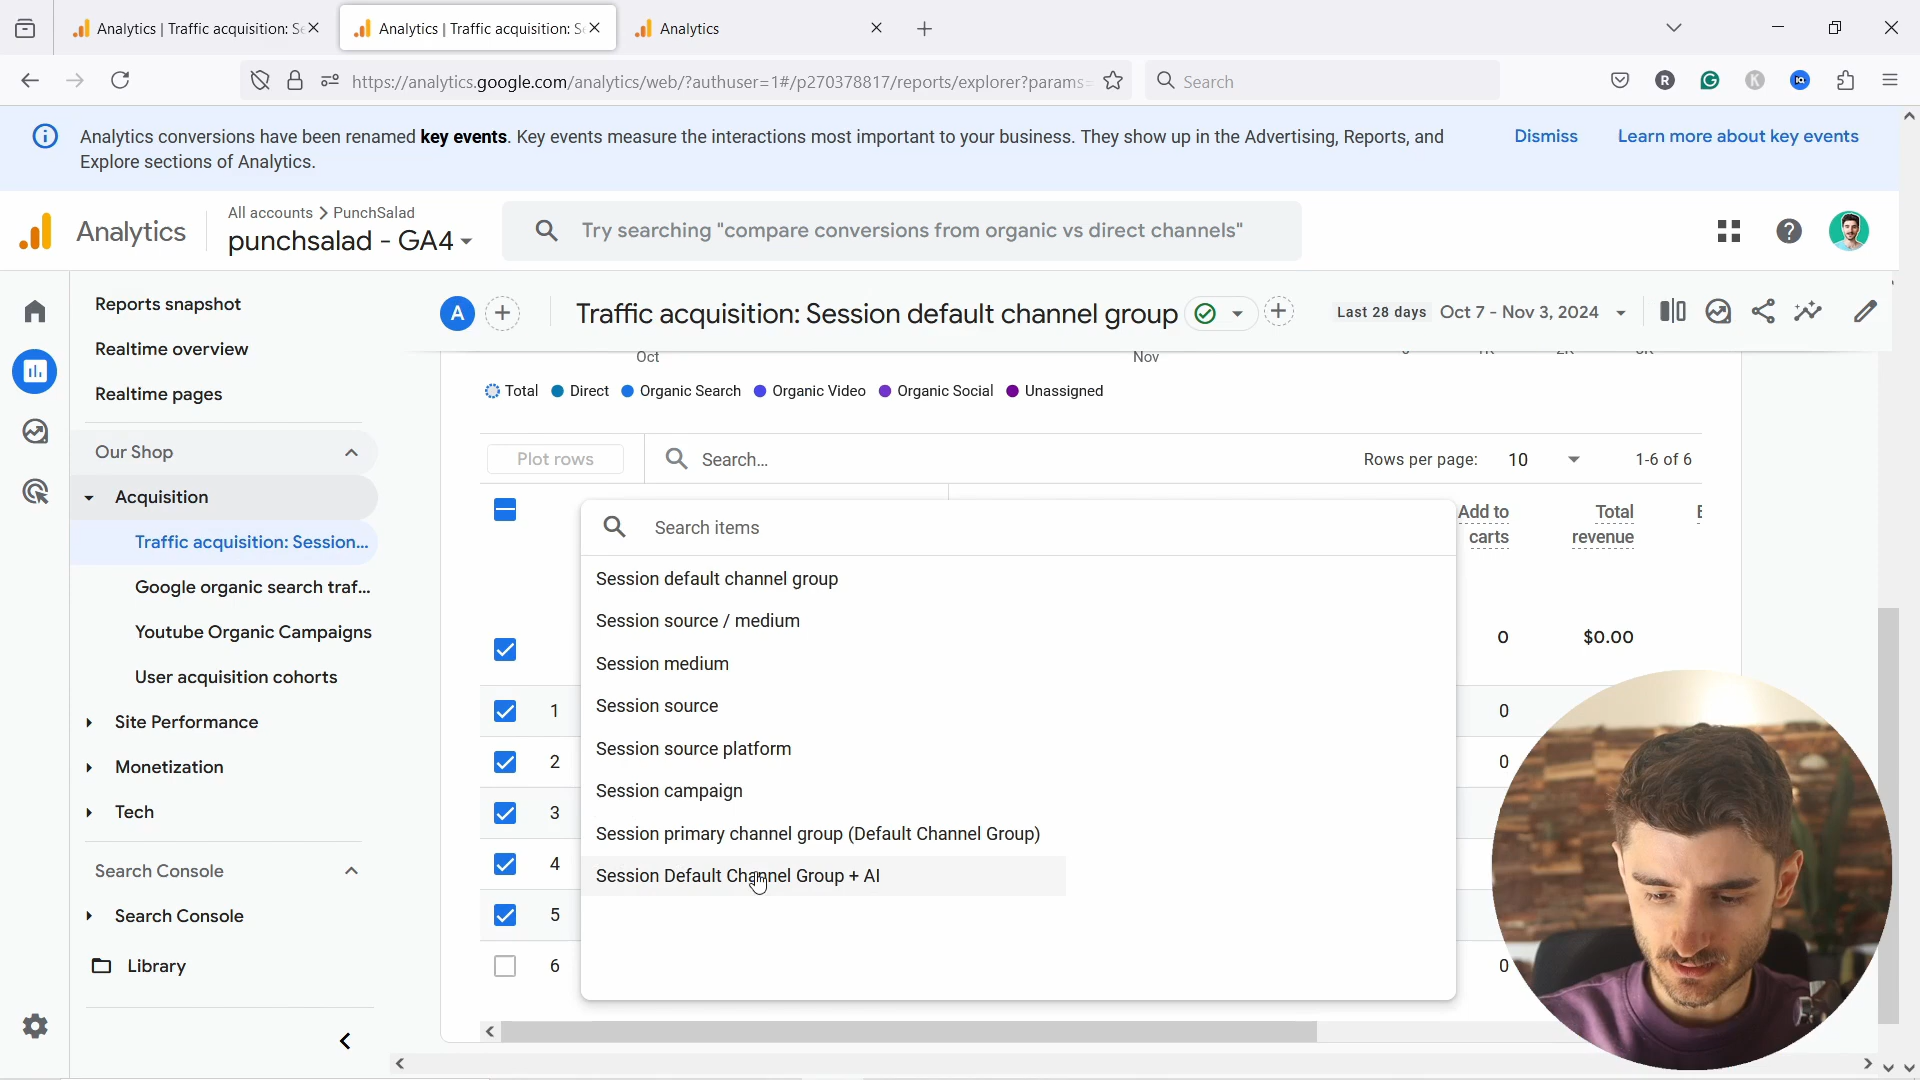 Analytics | Traffic acquisition: Se
Analytics | Traffic acquisition: Se
Analytics
https://analytics.google.com/analytics/web/?authuser=1#/p270378817/reports/explorer?params=
Search
Analytics conversions have been renamed key events. Key events measure the interactions most important to your business. They show up in the Advertising, Reports, and
Explore sections of Analytics.
Dismiss
Learn more about key events
Analytics
All accounts > PunchSalad
punchsalad - GA4
Try searching "compare conversions from organic vs direct channels"
Reports snapshot
Realtime overview
Realtime pages
Our Shop
Acquisition
Traffic acquisition: Session...
Google organic search traf...
Youtube Organic Campaigns
User acquisition cohorts
Site Performance
Monetization
Tech
Search Console
Search Console
Library
A
Traffic acquisition: Session default channel group
Last 28 days Oct 7 - Nov 3, 2024
Oct
Nov
Total Direct Organic Search Organic Video Organic Social Unassigned
Plot rows
Search...
Rows per page: 10
1-6 of 6
Add to
carts
Total
revenue
Search items
Session default channel group
Session source / medium
Session medium
Session source
Session source platform
Session campaign
Session primary channel group (Default Channel Group)
Session Default Channel Group + AI
0 $0.00
1 0
2 0
3 0
4
5
6 0